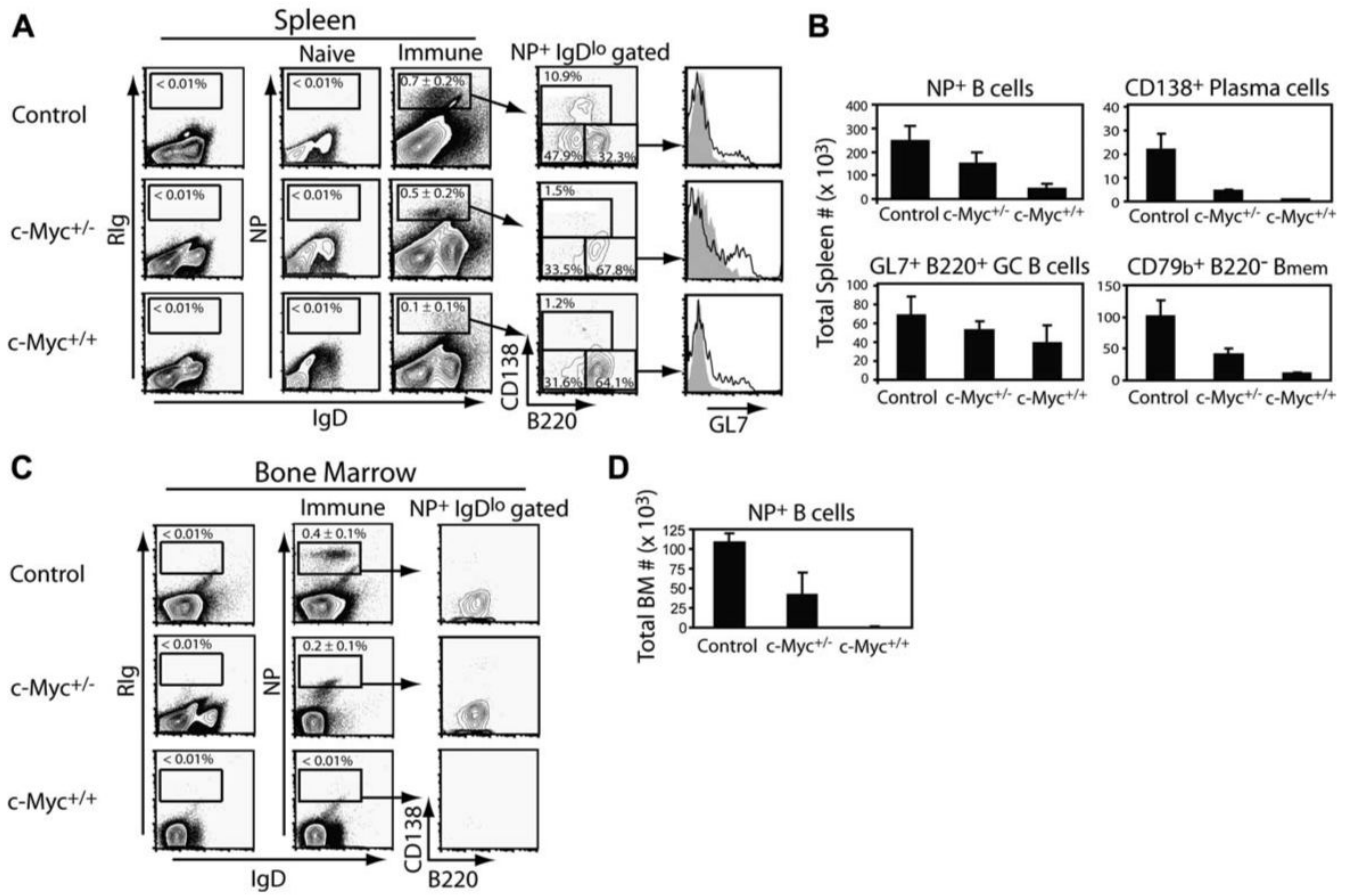 A
Spleen
Naive
Immune
NP+ IgDlo gated
Control
c-Myc+/-
c-Myc+/+
RIg
NP
< 0.01%
< 0.01%
0.7 ± 0.2%
10.9%
47.9%
32.3%
< 0.01%
< 0.01%
0.5 ± 0.2%
1.5%
33.5%
67.8%
< 0.01%
< 0.01%
0.1 ± 0.1%
1.2%
31.6%
64.1%
IgD
CD138
B220
GL7
B
Total Spleen # (x 10³)
NP+ B cells
400
300
200
100
0
Control c-Myc+/- c-Myc+/+
CD138+ Plasma cells
40
30
20
10
0
Control c-Myc+/- c-Myc+/+
GL7+ B220+ GC B cells
100
80
60
40
20
0
Control c-Myc+/- c-Myc+/+
CD79b+ B220- Bmem
150
100
50
0
Control c-Myc+/- c-Myc+/+
C
Bone Marrow
Immune
NP+ IgDlo gated
Control
c-Myc+/-
c-Myc+/+
RIg
NP
< 0.01%
0.4 ± 0.1%
< 0.01%
0.2 ± 0.1%
< 0.01%
< 0.01%
IgD
CD138
B220
D
Total BM # (x 10³)
NP+ B cells
125
100
75
50
25
0
Control c-Myc+/- c-Myc+/+